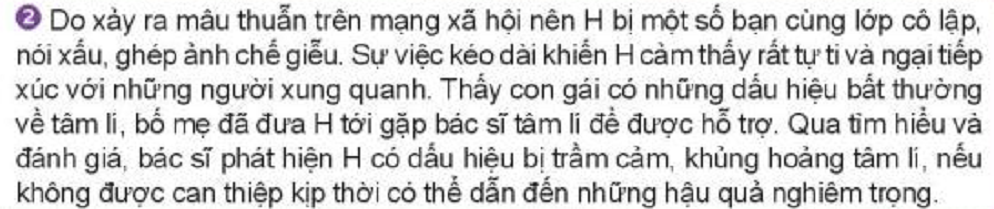 2 Do xảy ra mâu thuẫn trên mạng xã hội nên H bị một số bạn cùng lớp cô lập,
nói xấu, ghép ảnh chế giễu. Sự việc kéo dài khiến H cảm thấy rất tự ti và ngại tiếp
xúc với những người xung quanh. Thấy con gái có những dấu hiệu bất thường
về tâm lí, bố mẹ đã đưa H tới gặp bác sĩ tâm lí để được hỗ trợ. Qua tìm hiểu và
đánh giá, bác sĩ phát hiện H có dấu hiệu bị trầm cảm, khủng hoảng tâm lí, nếu
không được can thiệp kịp thời có thể dẫn đến những hậu quả nghiêm trọng.